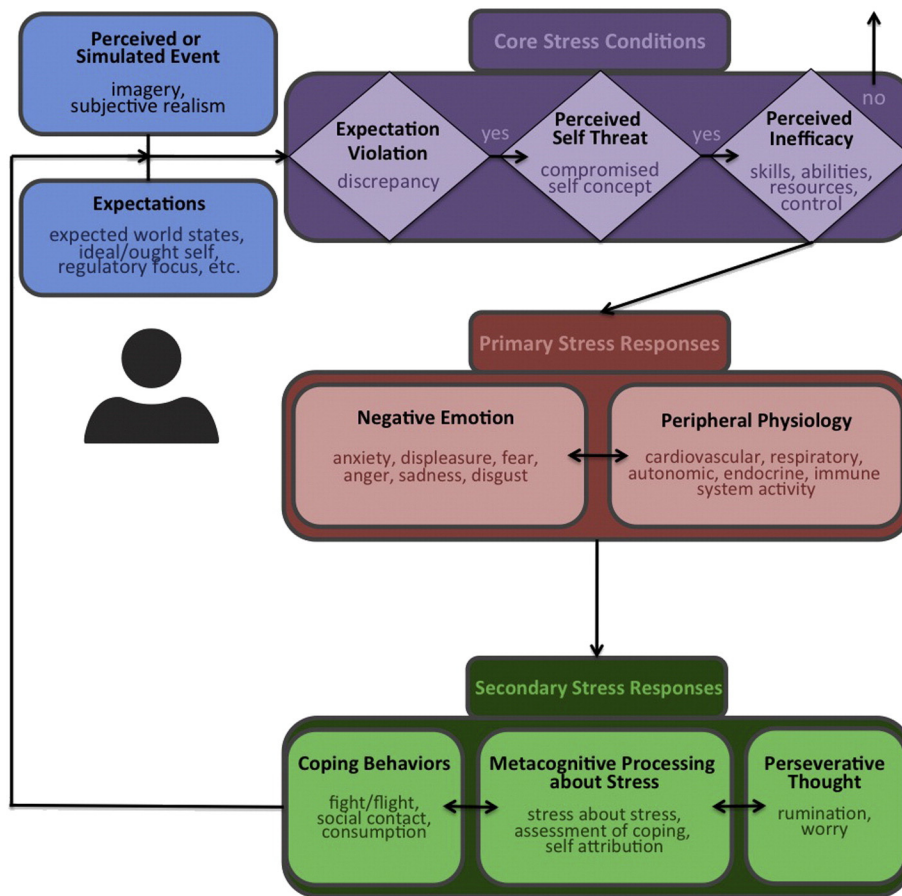 Perceived or
Simulated Event
imagery,
subjective realism
Expectations
expected world states,
ideal/ought self,
regulatory focus, etc.
Core Stress Conditions
Expectation
Violation
discrepancy
yes
Perceived
Self Threat
compromised
self concept
yes
Perceived
Inefficacy
skills, abilities,
resources,
control
no
Primary Stress Responses
Negative Emotion
anxiety, displeasure, fear,
anger, sadness, disgust
Peripheral Physiology
cardiovascular, respiratory,
autonomic, endocrine, immune
system activity
Secondary Stress Responses
Coping Behaviors
fight/flight,
social contact,
consumption
Metacognitive Processing
about Stress
stress about stress,
assessment of coping,
self attribution
Perseverative
Thought
rumination,
worry